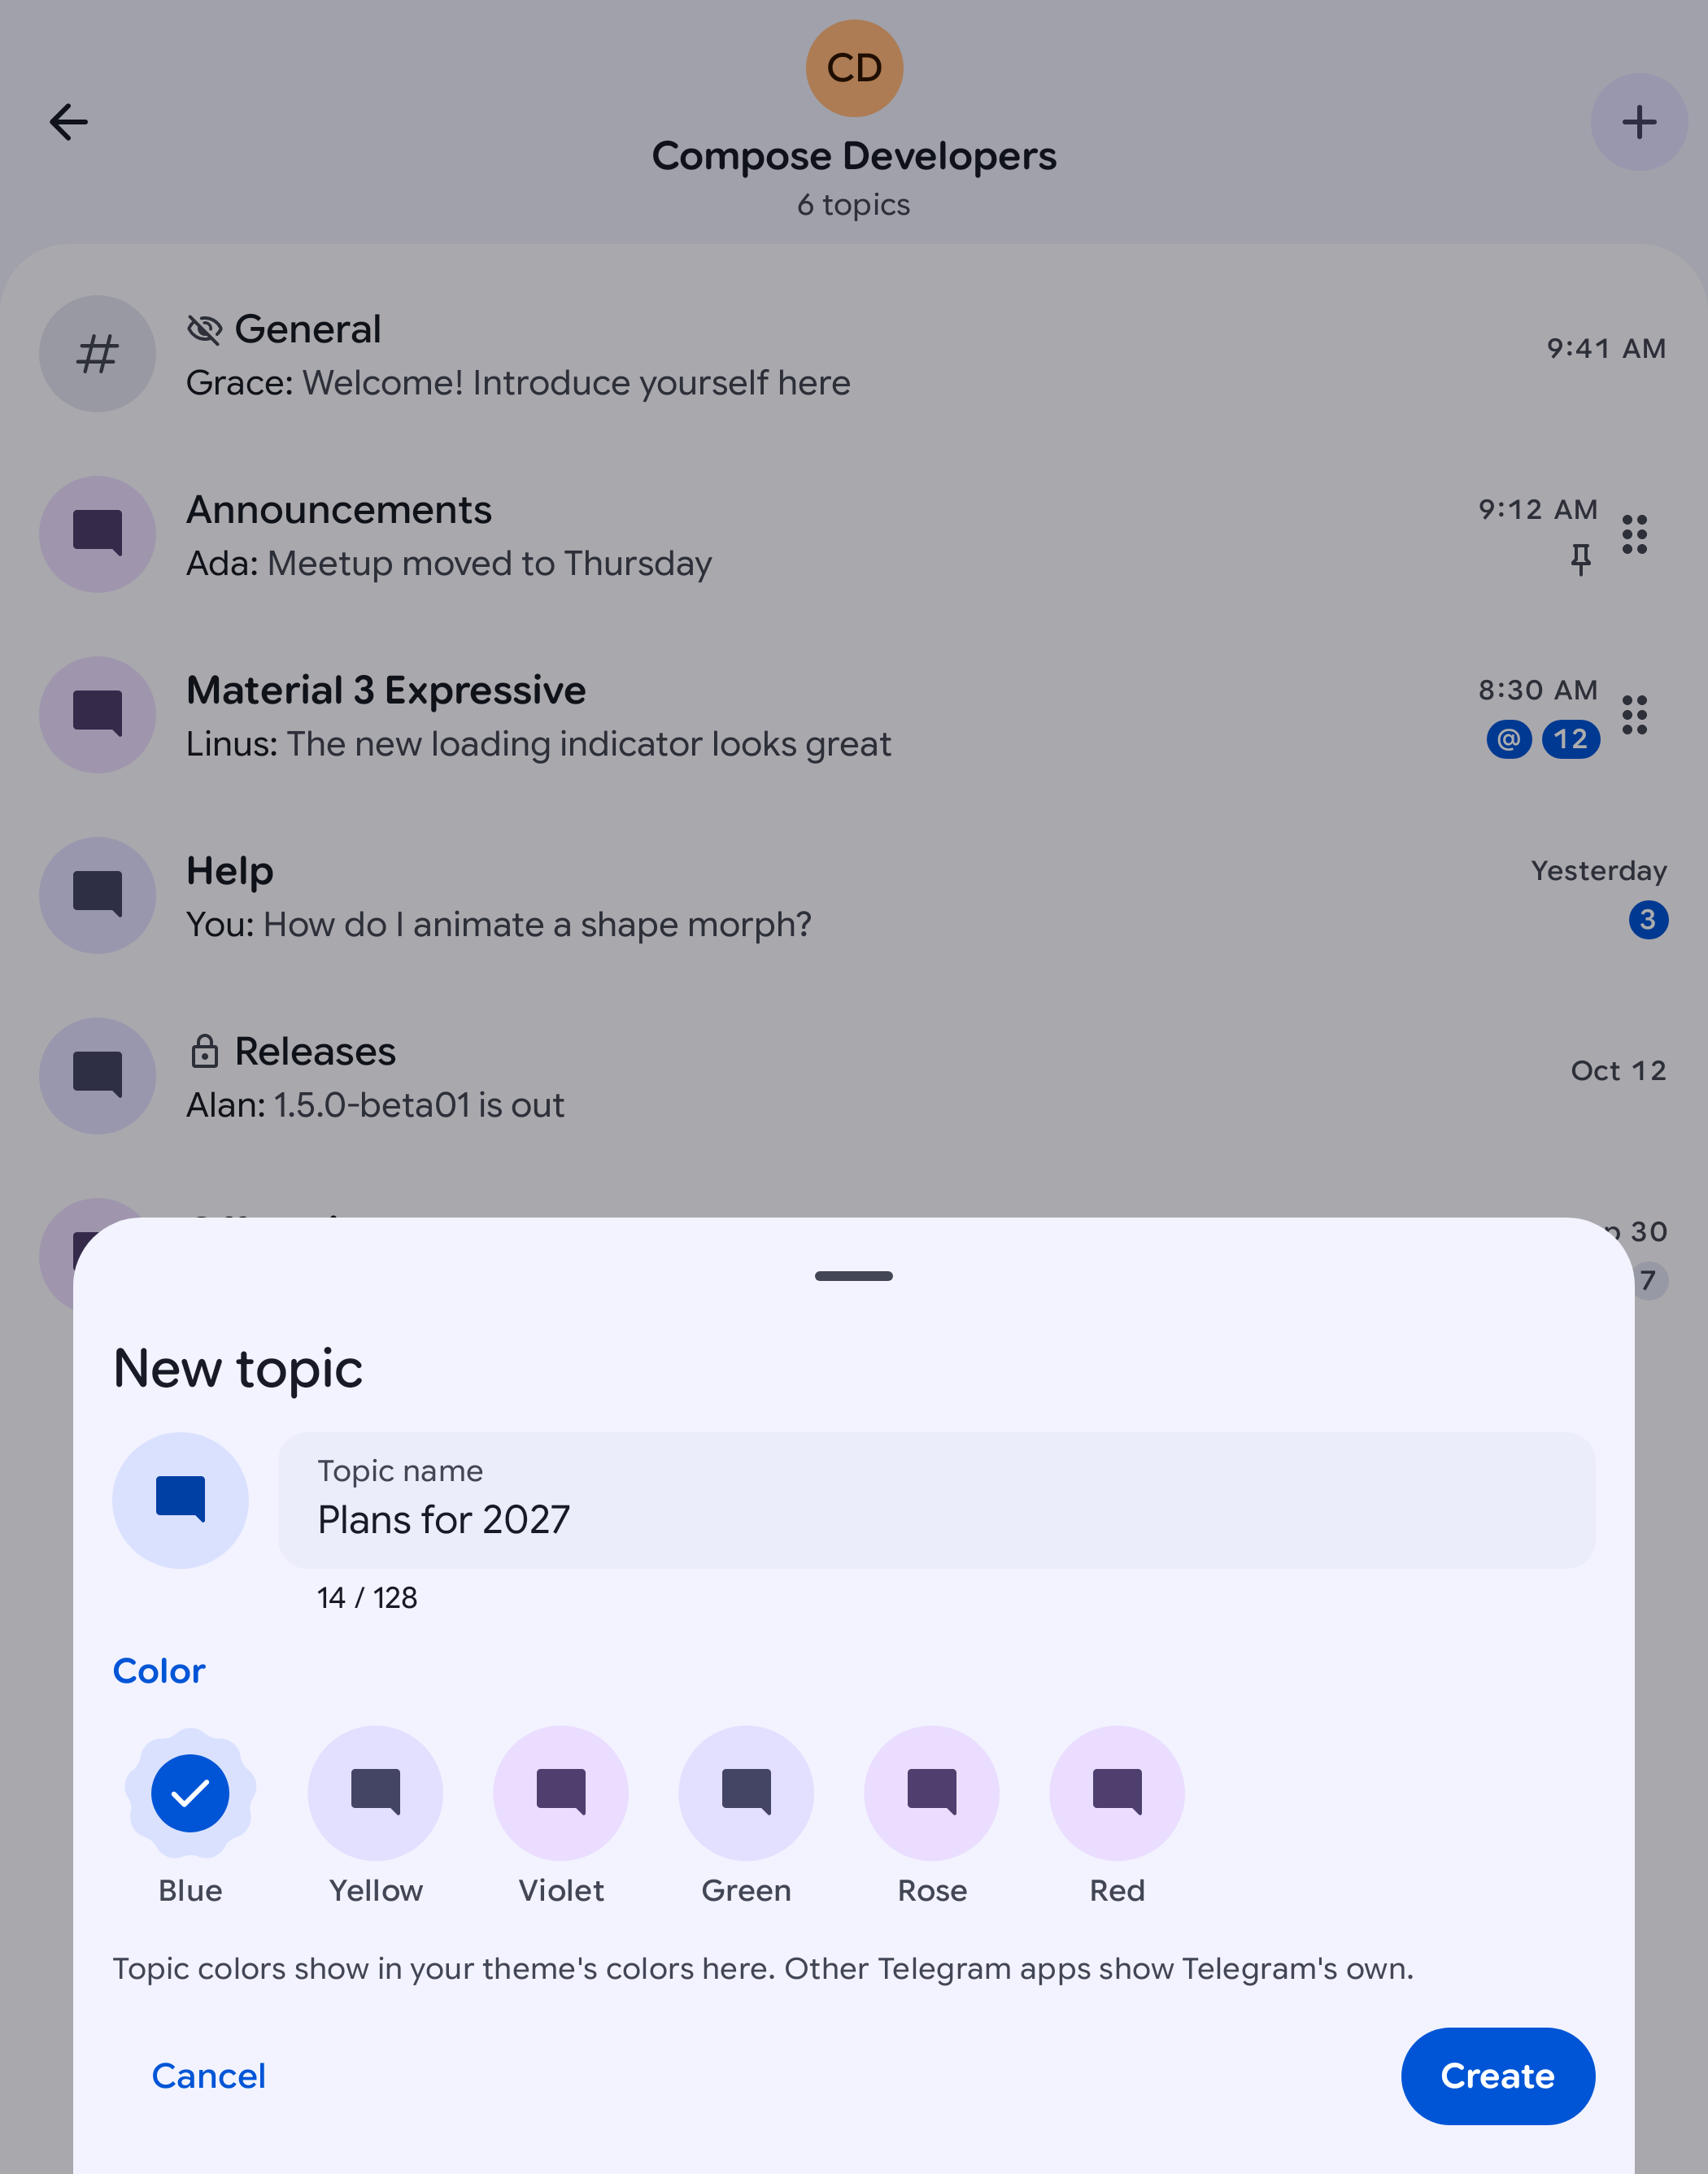 CD
Compose Developers
6 topics
# General
9:41 AM
Grace: Welcome! Introduce yourself here
Announcements
9:12 AM
Ada: Meetup moved to Thursday
Material 3 Expressive
8:30 AM
Linus: The new loading indicator looks great
@ 12
Help
Yesterday
You: How do I animate a shape morph?
3
Releases
Oct 12
Alan: 1.5.0-beta01 is out
30
7
New topic
Topic name
Plans for 2027
14 / 128
Color
Blue Yellow Violet Green Rose Red
Topic colors show in your theme's colors here. Other Telegram apps show Telegram's own.
Cancel
Create